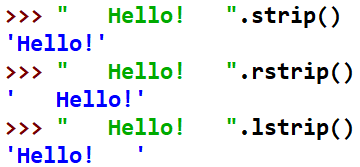 >>> "   Hello!   ".strip()
'Hello!'
>>> "   Hello!   ".rstrip()
'   Hello!'
>>> "   Hello!   ".lstrip()
'Hello!   '